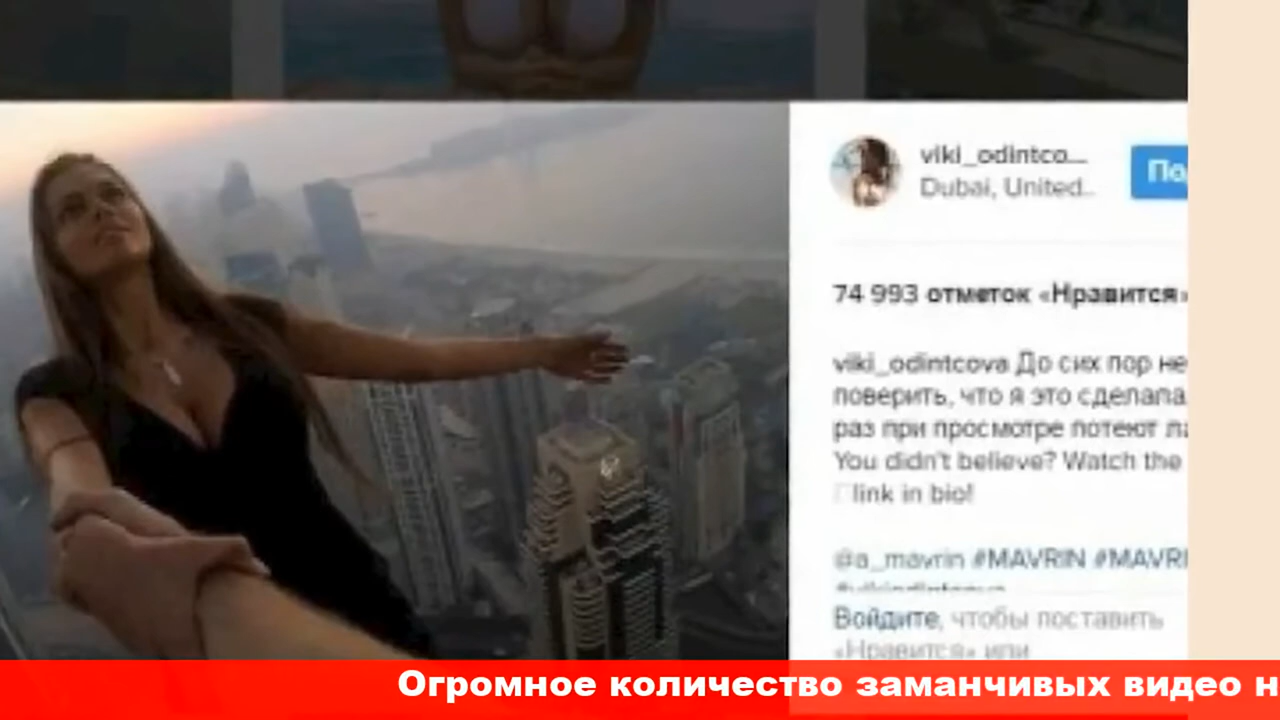 viki_odintco...
Dubai, United...
По
74 993 отметок «Нравится»
viki_odintcova До сих пор не
поверить, что я это сделала
раз при просмотре потеют ла
You didn't believe? Watch the
link in bio!
@a_mavrin #MAVRIN #MAVRI
Войдите, чтобы поставить
«Нравится» или
Огромное количество заманчивых видео н